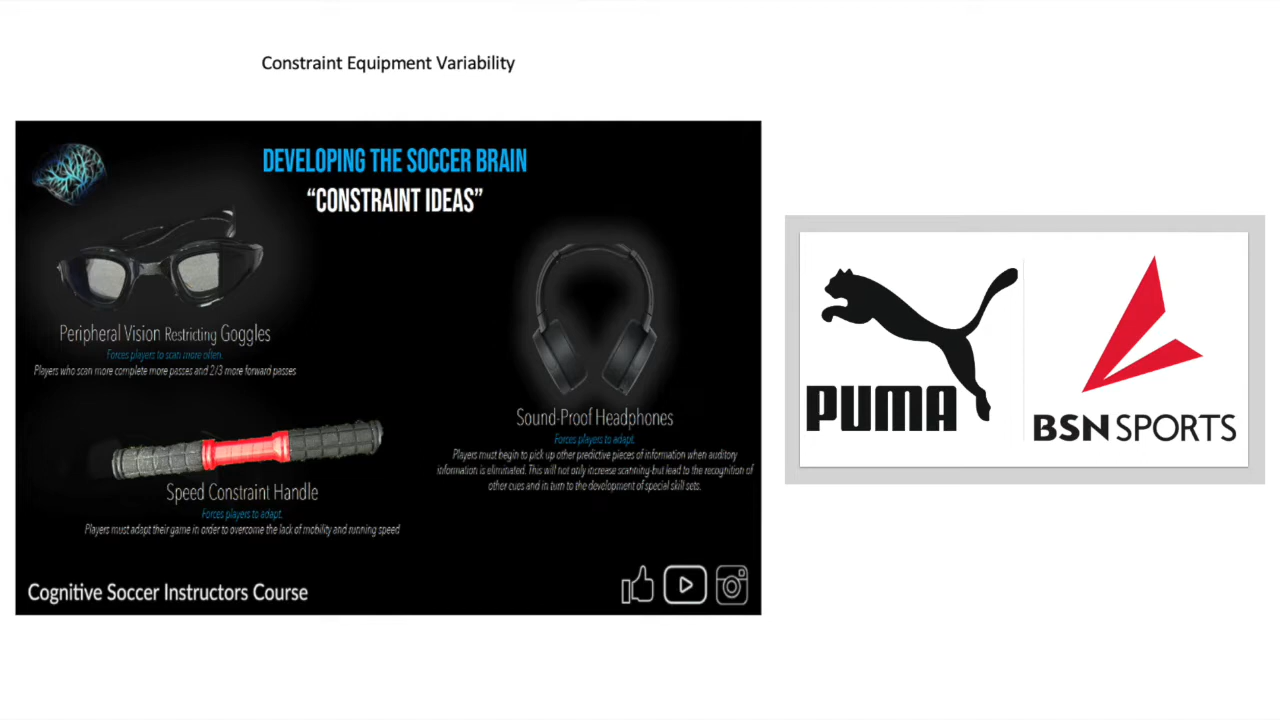 Constraint Equipment Variability
DEVELOPING THE SOCCER BRAIN
“CONSTRAINT IDEAS”
Peripheral Vision Restricting Goggles
Forces players to scan more often.
Players who scan more complete more passes and 2/3 more forward passes
Sound-Proof Headphones
Forces players to adapt.
Players must begin to pick up other predictive pieces of information when auditory
information is eliminated. This will not only increase scanning but lead to the recognition of
other cues and in turn to the development of special skill sets.
Speed Constraint Handle
Forces players to adapt.
Players must adapt their game in order to overcome the lack of mobility and running speed
Cognitive Soccer Instructors Course
PUMA
BSN SPORTS